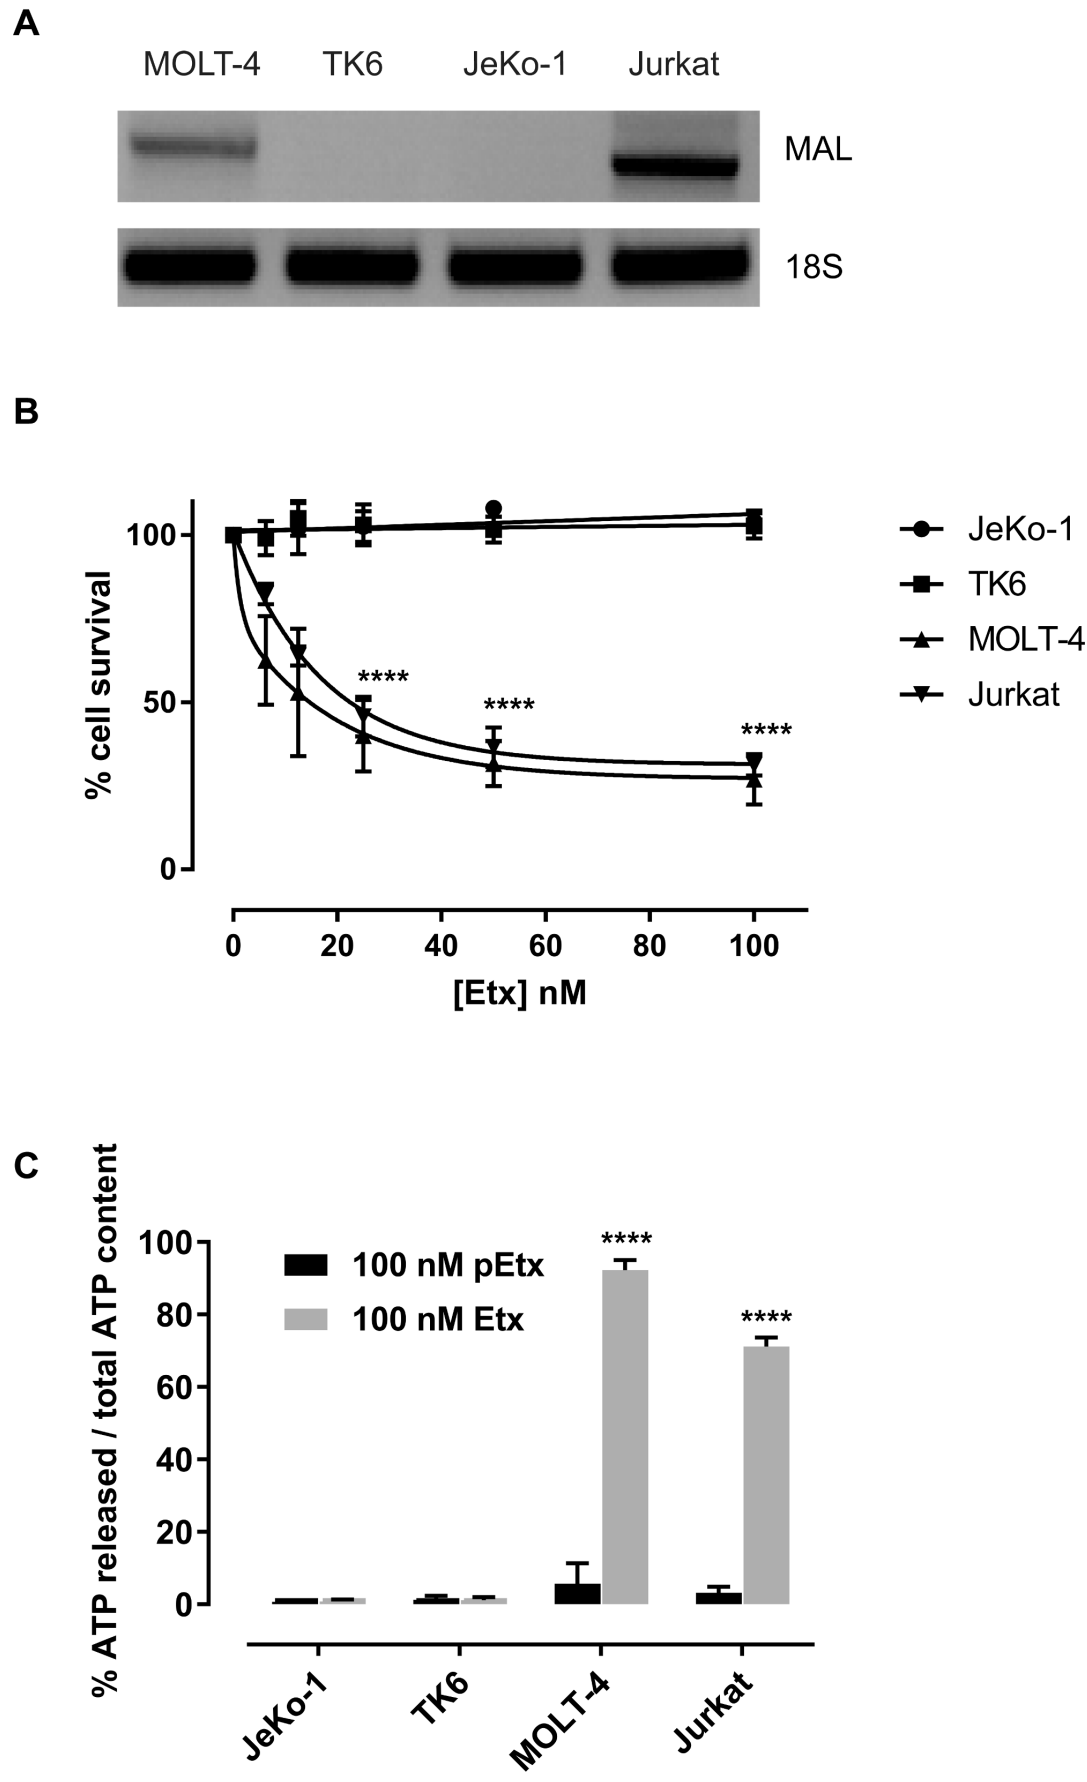 A
MOLT-4 TK6 JeKo-1 Jurkat
MAL
18S
B
% cell survival
100
50
0
****
****
****
0 20 40 60 80 100
[Etx] nM
JeKo-1
TK6
MOLT-4
Jurkat
C
% ATP released / total ATP content
100
80
60
40
20
0
100 nM pEtx
100 nM Etx
****
****
JeKo-1
TK6
MOLT-4
Jurkat